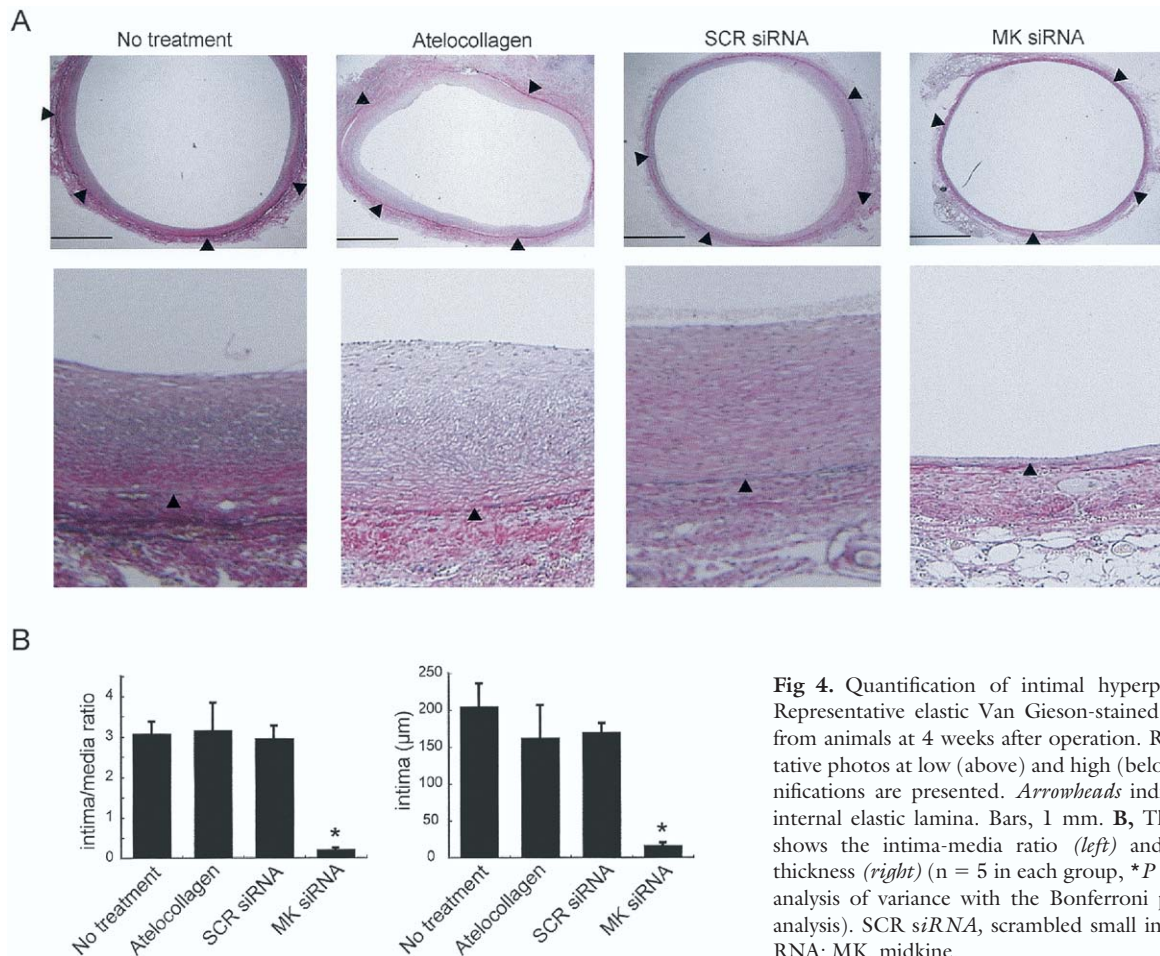 A
No treatment
Atelocollagen
SCR siRNA
MK siRNA
B
intima/media ratio
4
3
2
1
0
*
No treatment
Atelocollagen
SCR siRNA
MK siRNA
intima (μm)
250
200
150
100
50
0
*
No treatment
Atelocollagen
SCR siRNA
MK siRNA
Fig 4. Quantification of intimal hyperp
Representative elastic Van Gieson-stained
from animals at 4 weeks after operation. R
tative photos at low (above) and high (belo
nifications are presented. Arrowheads indi
internal elastic lamina. Bars, 1 mm. B, Th
shows the intima-media ratio (left) and
thickness (right) (n = 5 in each group, *P
analysis of variance with the Bonferroni p
analysis). SCR siRNA, scrambled small in
RNA; MK, midkine